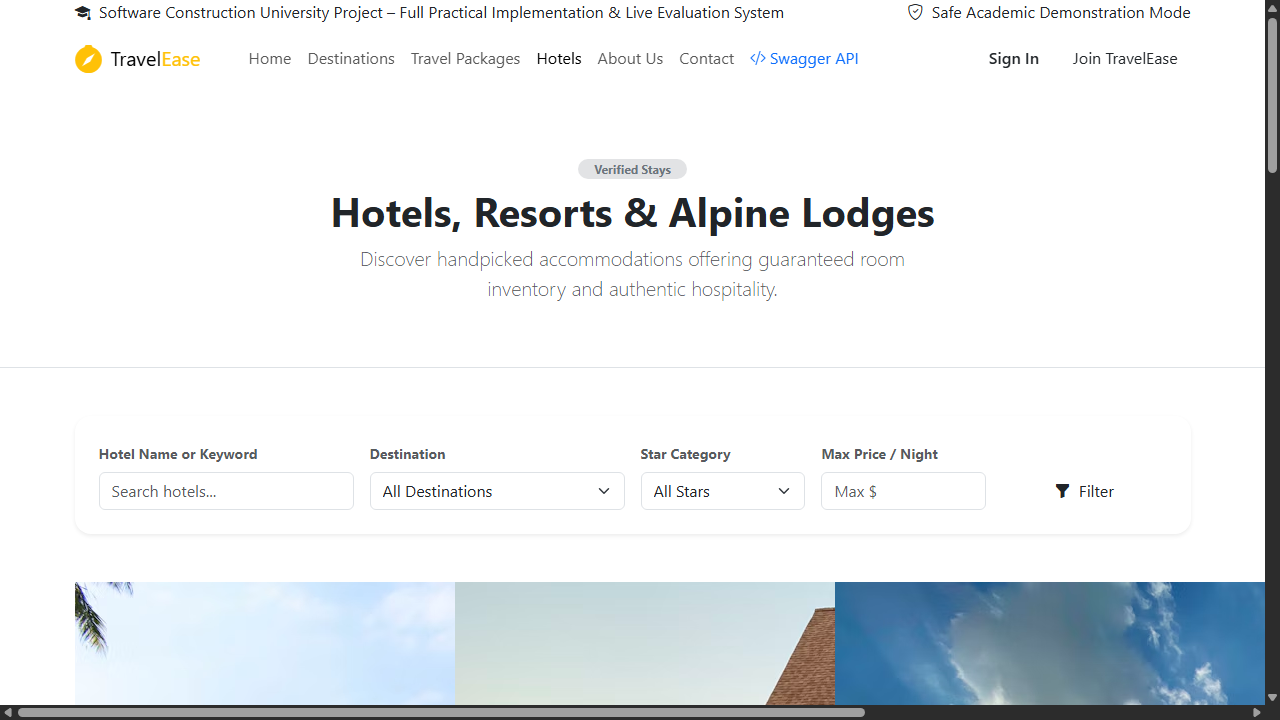 Software Construction University Project – Full Practical Implementation & Live Evaluation System
Safe Academic Demonstration Mode
TravelEase
Home
Destinations
Travel Packages
Hotels
About Us
Contact
</> Swagger API
Sign In
Join TravelEase
Verified Stays
Hotels, Resorts & Alpine Lodges
Discover handpicked accommodations offering guaranteed room
inventory and authentic hospitality.
Hotel Name or Keyword
Search hotels...
Destination
All Destinations
Star Category
All Stars
Max Price / Night
Max $
Filter